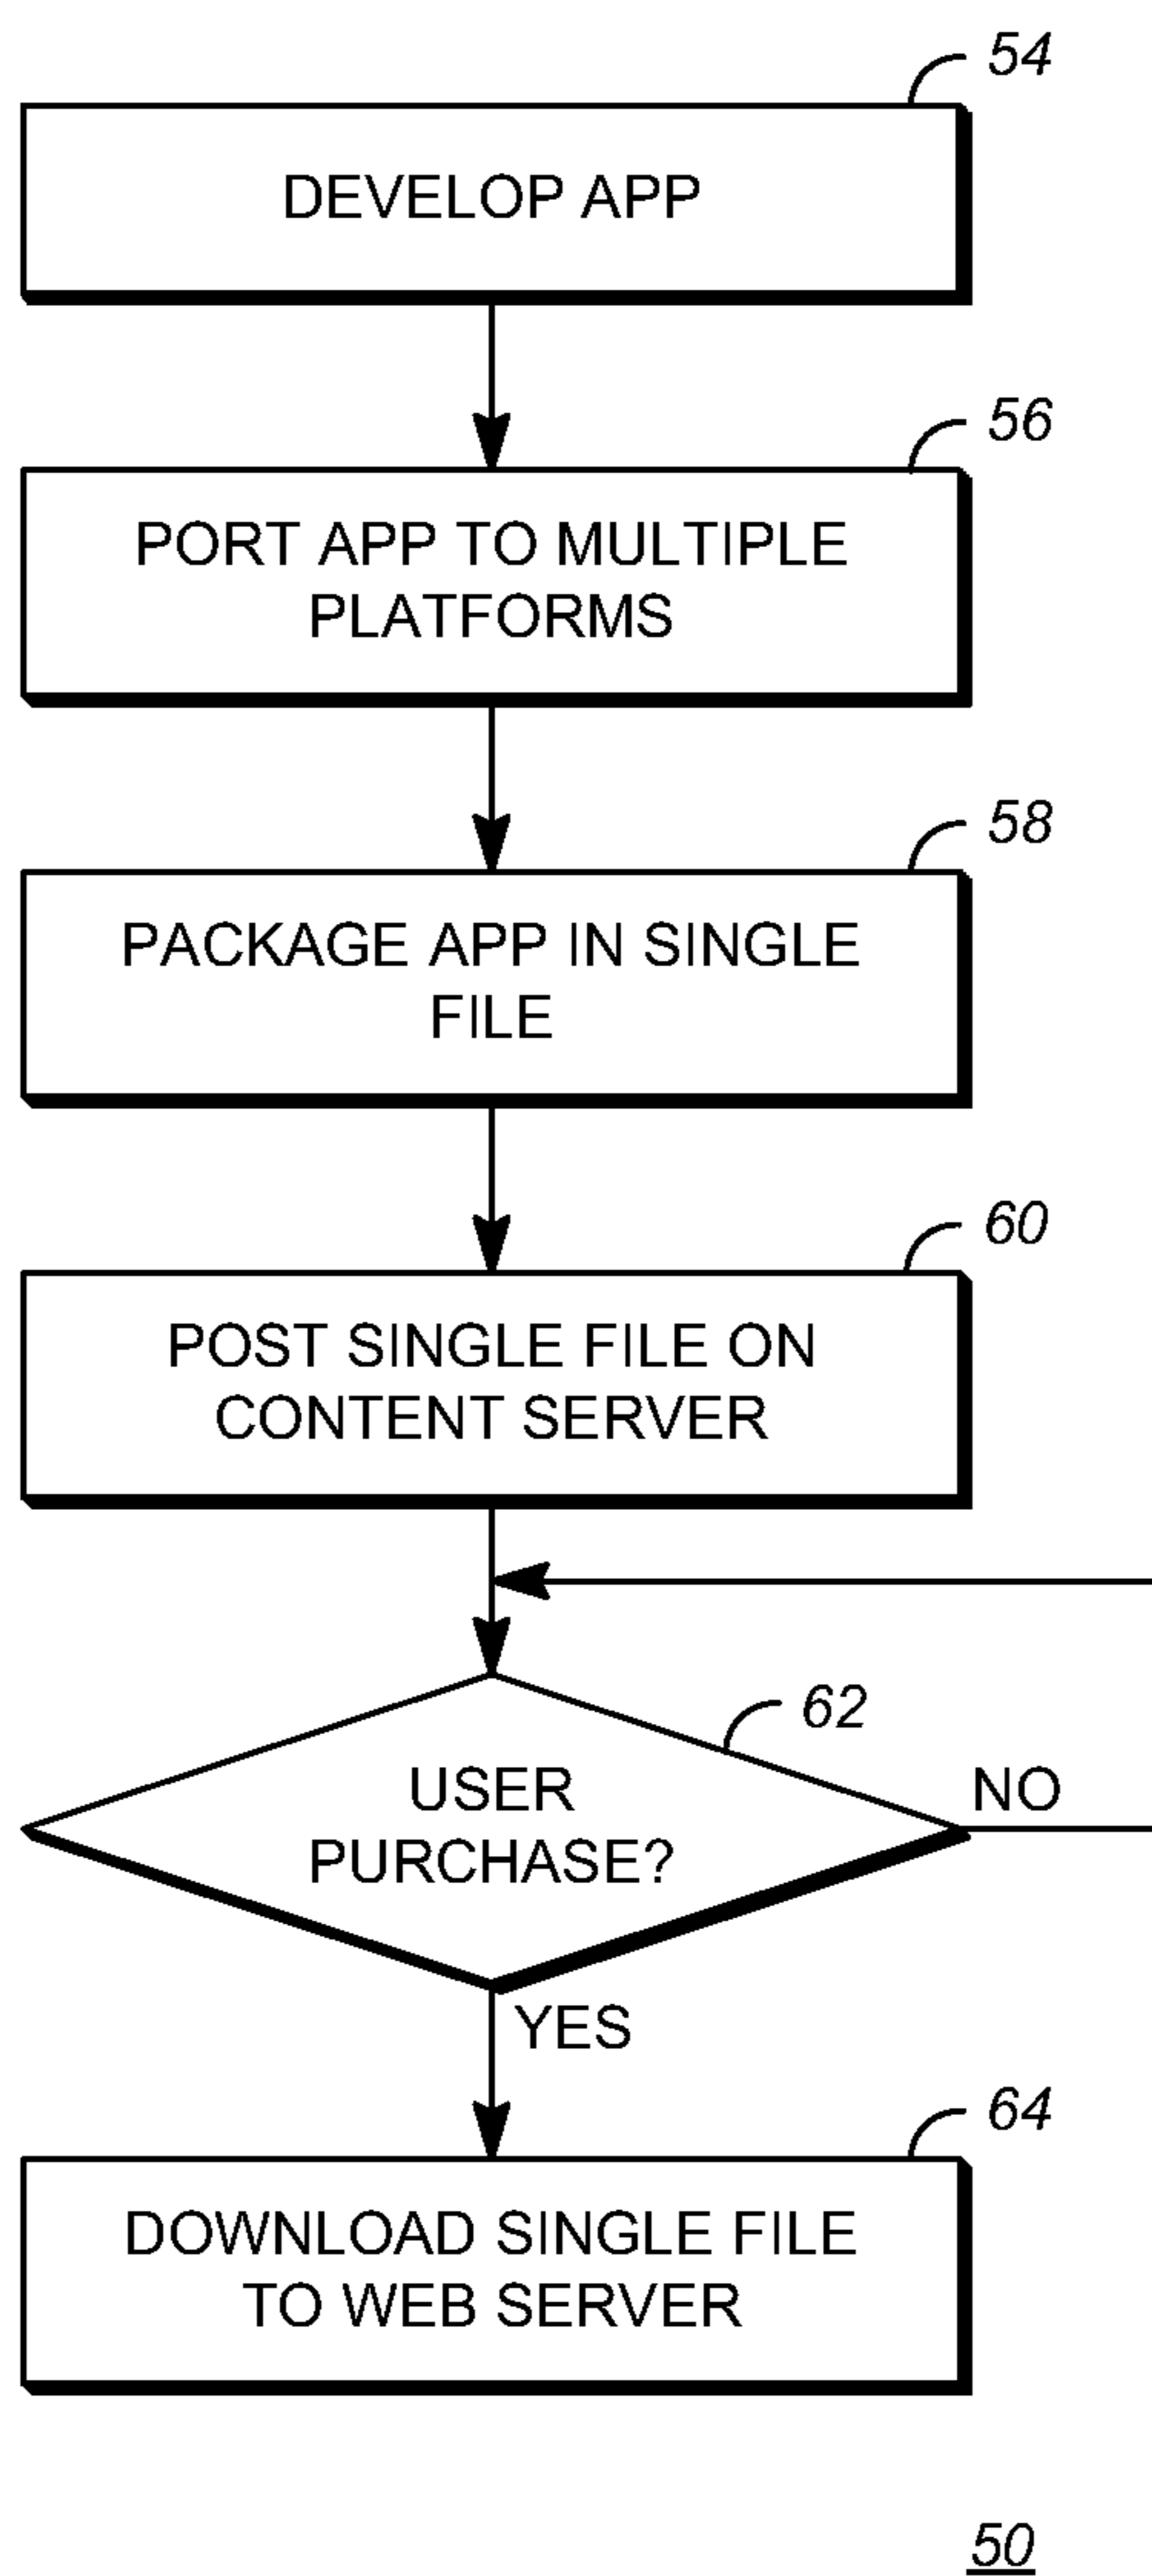 54
DEVELOP APP
56
PORT APP TO MULTIPLE
PLATFORMS
58
PACKAGE APP IN SINGLE
FILE
60
POST SINGLE FILE ON
CONTENT SERVER
62
USER
PURCHASE?
NO
YES
64
DOWNLOAD SINGLE FILE
TO WEB SERVER
50